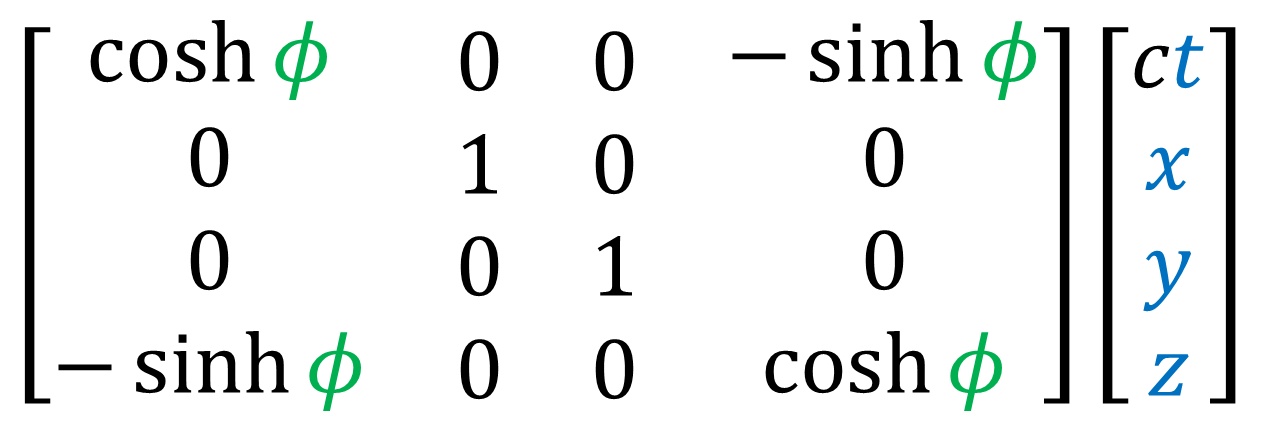 cosh ϕ 0 0 − sinh ϕ ct
0 1 0 0 x
0 0 1 0 y
− sinh ϕ 0 0 cosh ϕ z